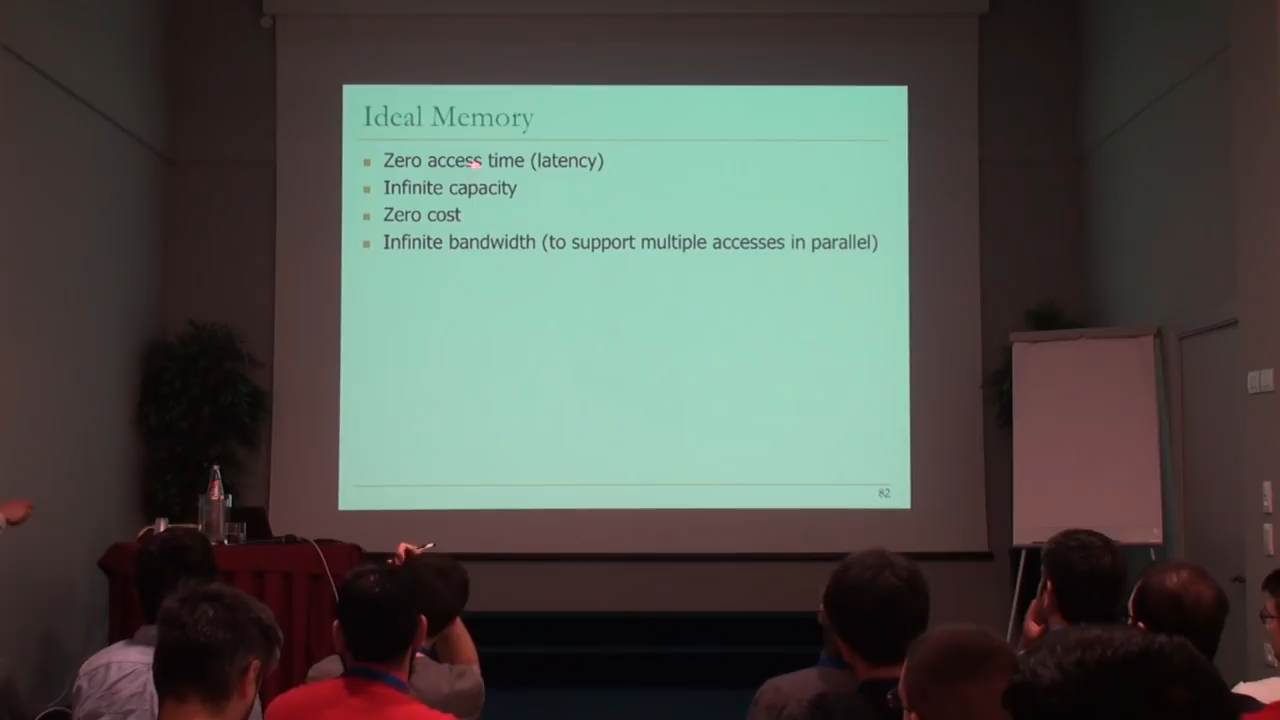 Ideal Memory
Zero access time (latency)
Infinite capacity
Zero cost
Infinite bandwidth (to support multiple accesses in parallel)
82